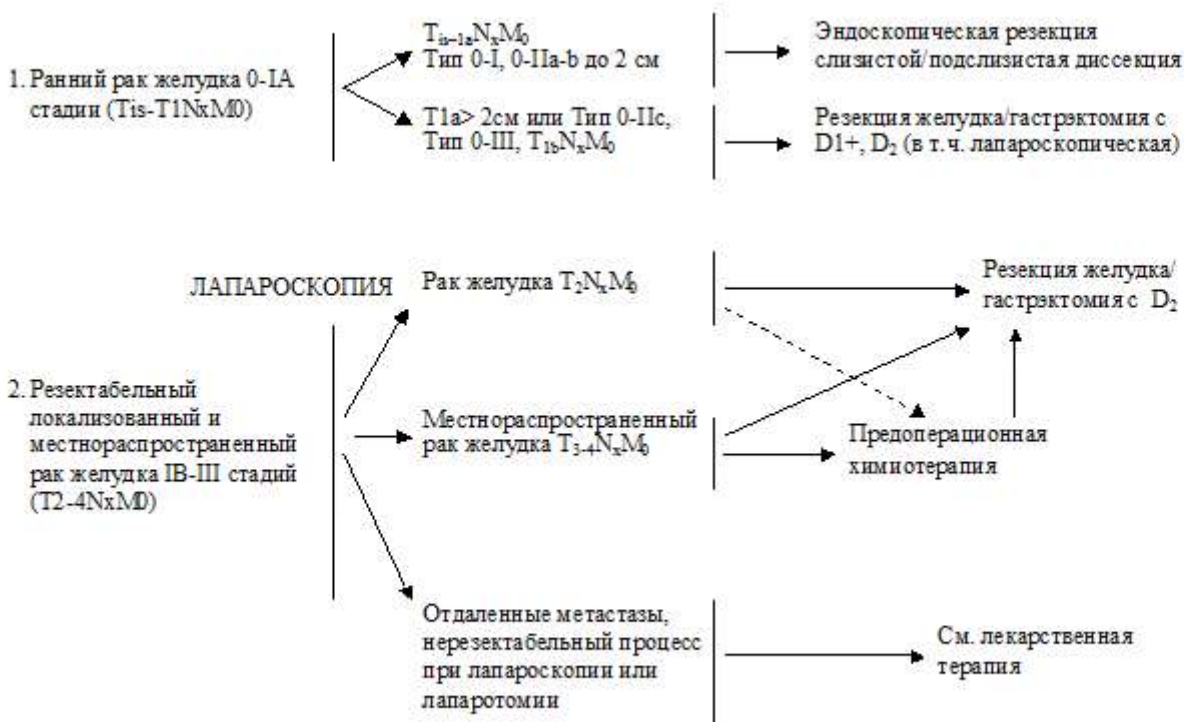 1. Ранний рак желудка 0-IA
стадии (Tis-T1NxM0)
Tis–1aNxM0
Тип 0-I, 0-IIa-b до 2 см
Эндоскопическая резекция
слизистой/подслизистая диссекция
T1a> 2см или Тип 0-IIc,
Тип 0-III, T1bNxM0
Резекция желудка/гастрэктомия с
D1+, D2 (в т.ч. лапароскопическая)
ЛАПАРОСКОПИЯ
Рак желудка T2NxM0
Резекция желудка/
гастрэктомия с D2
2. Резектабельный
локализованный и
местнораспространенный
рак желудка IB-III стадий
(T2-4NxM0)
Местнораспространенный
рак желудка T3-4NxM0
Предоперационная
химиотерапия
Отдаленные метастазы,
нерезектабельный процесс
при лапароскопии или
лапаротомии
См. лекарственная
терапия